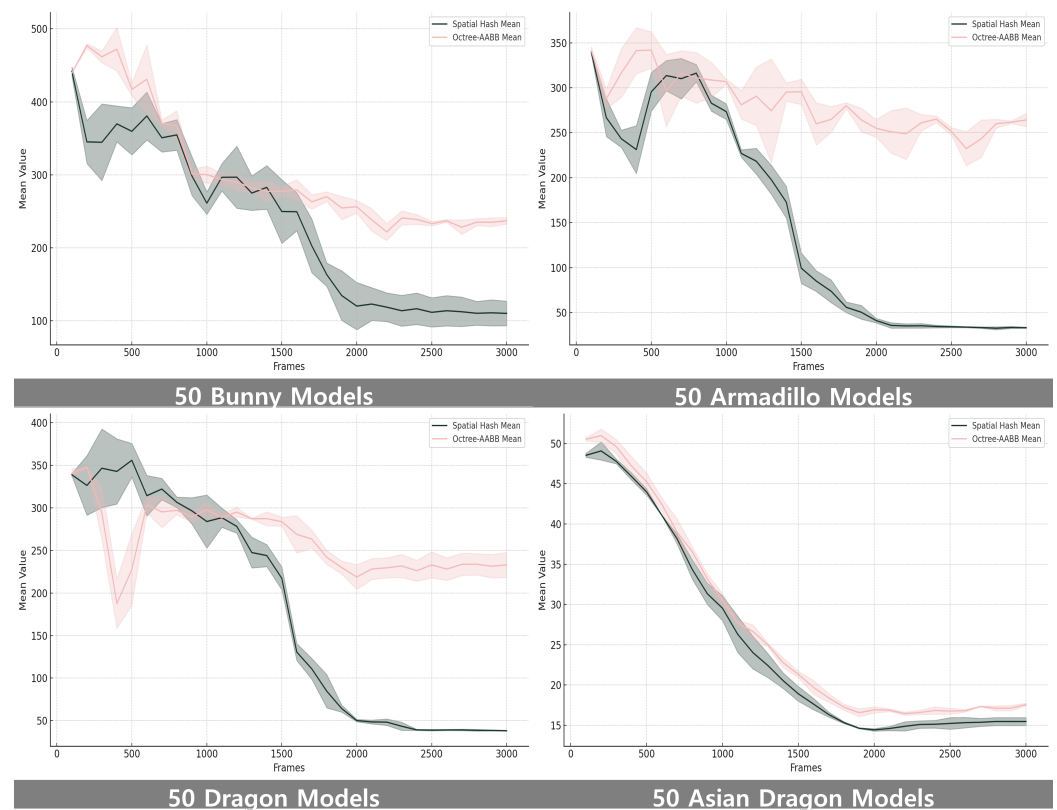 500
400
300
200
100
Mean Value
Spatial Hash Mean
Octree-AABB Mean
0 500 1000 1500 2000 2500 3000
Frames
50 Bunny Models
350
300
250
200
150
100
50
Mean Value
Spatial Hash Mean
Octree-AABB Mean
0 500 1000 1500 2000 2500 3000
Frames
50 Armadillo Models
400
350
300
250
200
150
100
50
Mean Value
Spatial Hash Mean
Octree-AABB Mean
0 500 1000 1500 2000 2500 3000
Frames
50 Dragon Models
50
45
40
35
30
25
20
15
Mean Value
Spatial Hash Mean
Octree-AABB Mean
0 500 1000 1500 2000 2500 3000
Frames
50 Asian Dragon Models